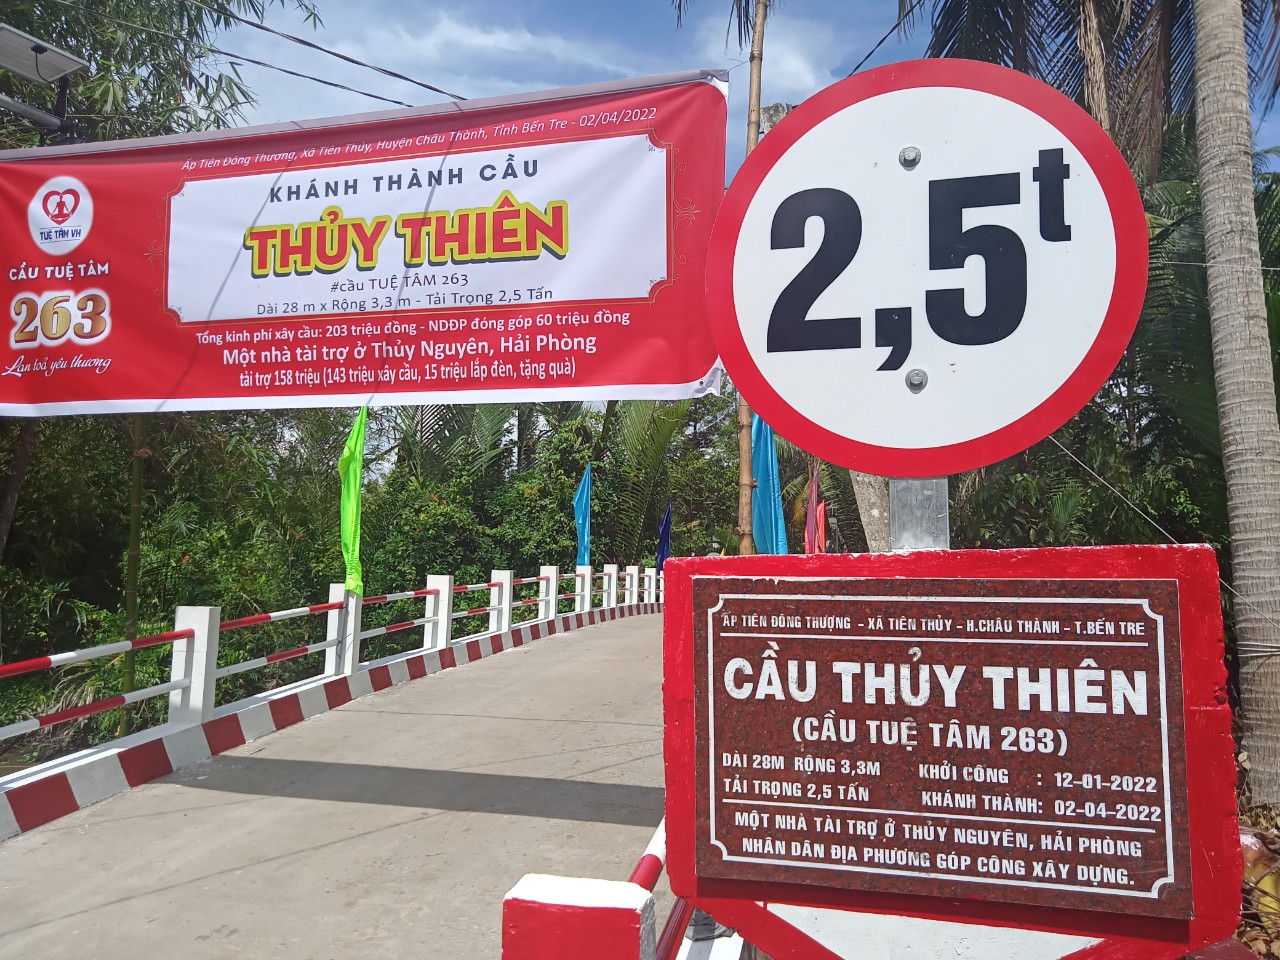 Ấp Tiên Đông Thượng, Xã Tiên Thủy, Huyện Châu Thành, Tỉnh Bến Tre - 02/04/2022
KHÁNH THÀNH CẦU
THỦY THIÊN
#cầu TUỆ TÂM 263
Dài 28 m x Rộng 3,3 m - Tải Trọng 2,5 Tấn
Tổng kinh phí xây cầu: 203 triệu đồng - NDĐP đóng góp 60 triệu đồng
Một nhà tài trợ ở Thủy Nguyên, Hải Phòng
tài trợ 158 triệu (143 triệu xây cầu, 15 triệu lắp đèn, tặng quà)
TUỆ TÂM VH
CẦU TUỆ TÂM
263
Lan toả yêu thương
2,5t
ẤP TIÊN ĐÔNG THƯỢNG - XÃ TIÊN THỦY - H.CHÂU THÀNH - T.BẾN TRE
CẦU THỦY THIÊN
(CẦU TUỆ TÂM 263)
DÀI 28M RỘNG 3,3M KHỞI CÔNG : 12-01-2022
TẢI TRỌNG 2,5 TẤN KHÁNH THÀNH: 02-04-2022
MỘT NHÀ TÀI TRỢ Ở THỦY NGUYÊN, HẢI PHÒNG
NHÂN DÂN ĐỊA PHƯƠNG GÓP CÔNG XÂY DỰNG.